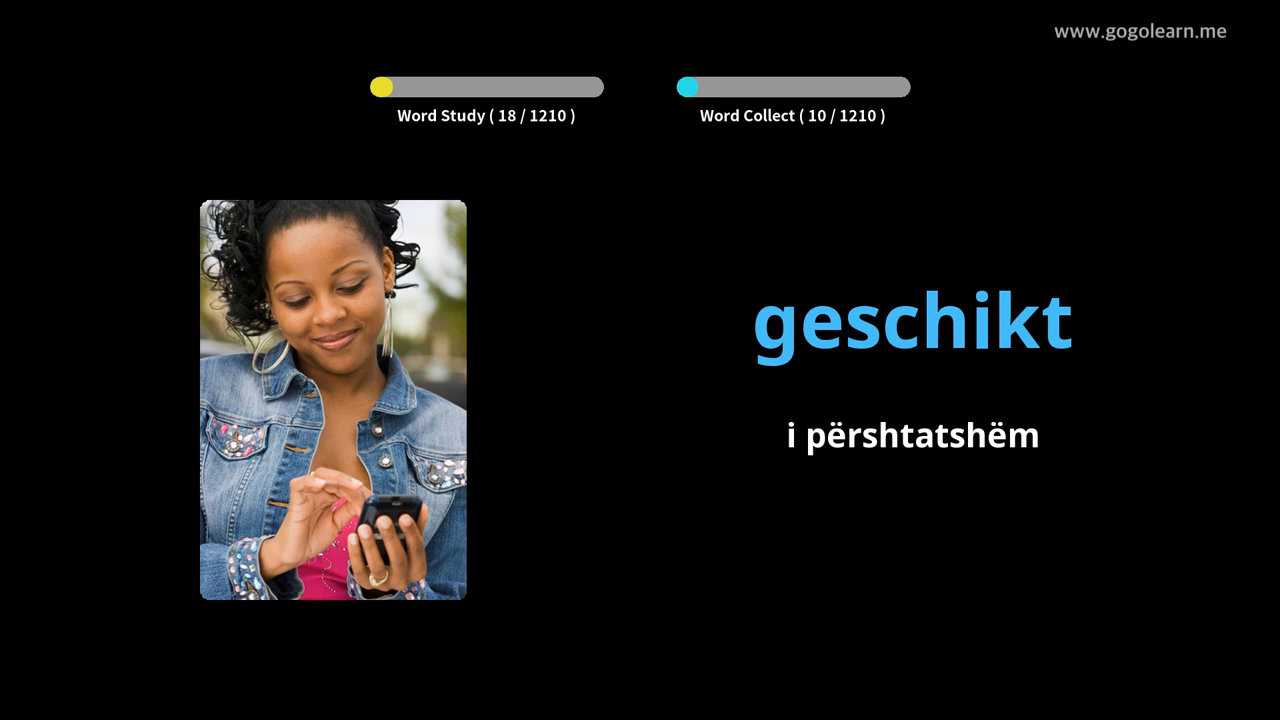 www.gogolearn.me
Word Study ( 18 / 1210 )
Word Collect ( 10 / 1210 )
geschikt
i përshtatshëm